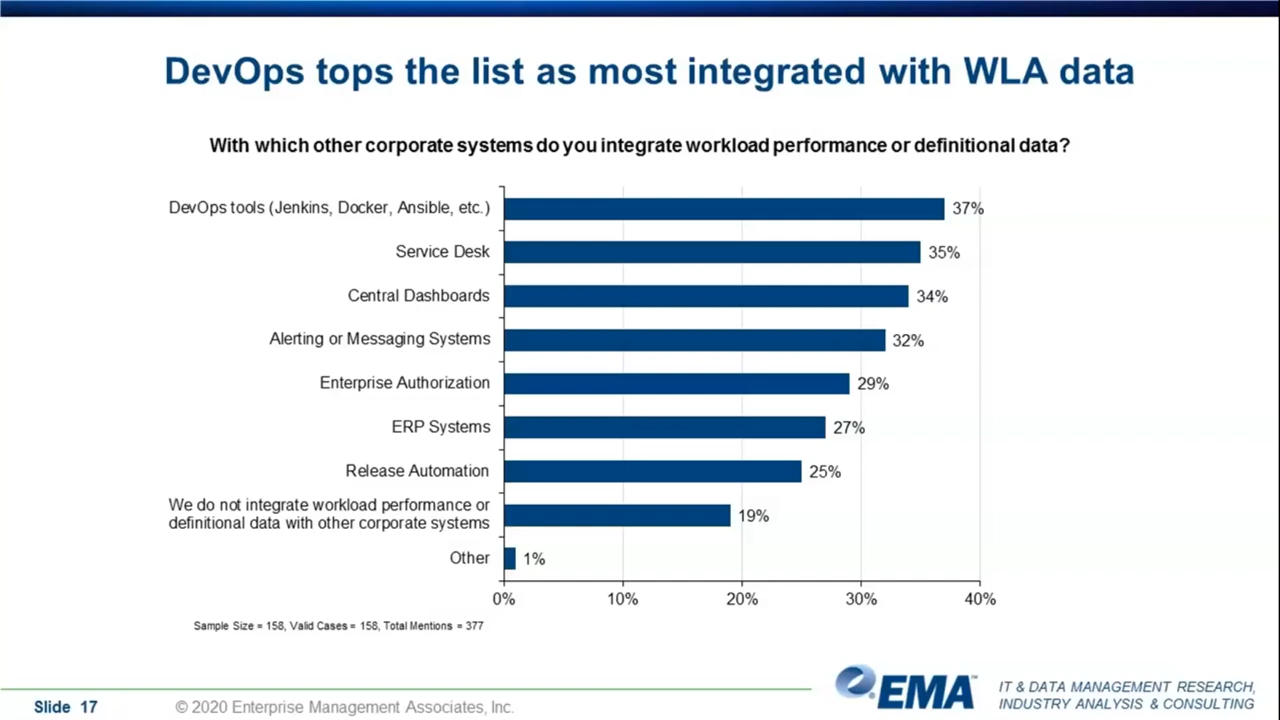 DevOps tops the list as most integrated with WLA data
With which other corporate systems do you integrate workload performance or definitional data?
DevOps tools (Jenkins, Docker, Ansible, etc.) 37%
Service Desk 35%
Central Dashboards 34%
Alerting or Messaging Systems 32%
Enterprise Authorization 29%
ERP Systems 27%
Release Automation 25%
We do not integrate workload performance or
definitional data with other corporate systems 19%
Other 1%
0% 10% 20% 30% 40%
Sample Size = 158, Valid Cases = 158, Total Mentions = 377
Slide 17 © 2020 Enterprise Management Associates, Inc.
EMA™
IT & DATA MANAGEMENT RESEARCH,
INDUSTRY ANALYSIS & CONSULTING